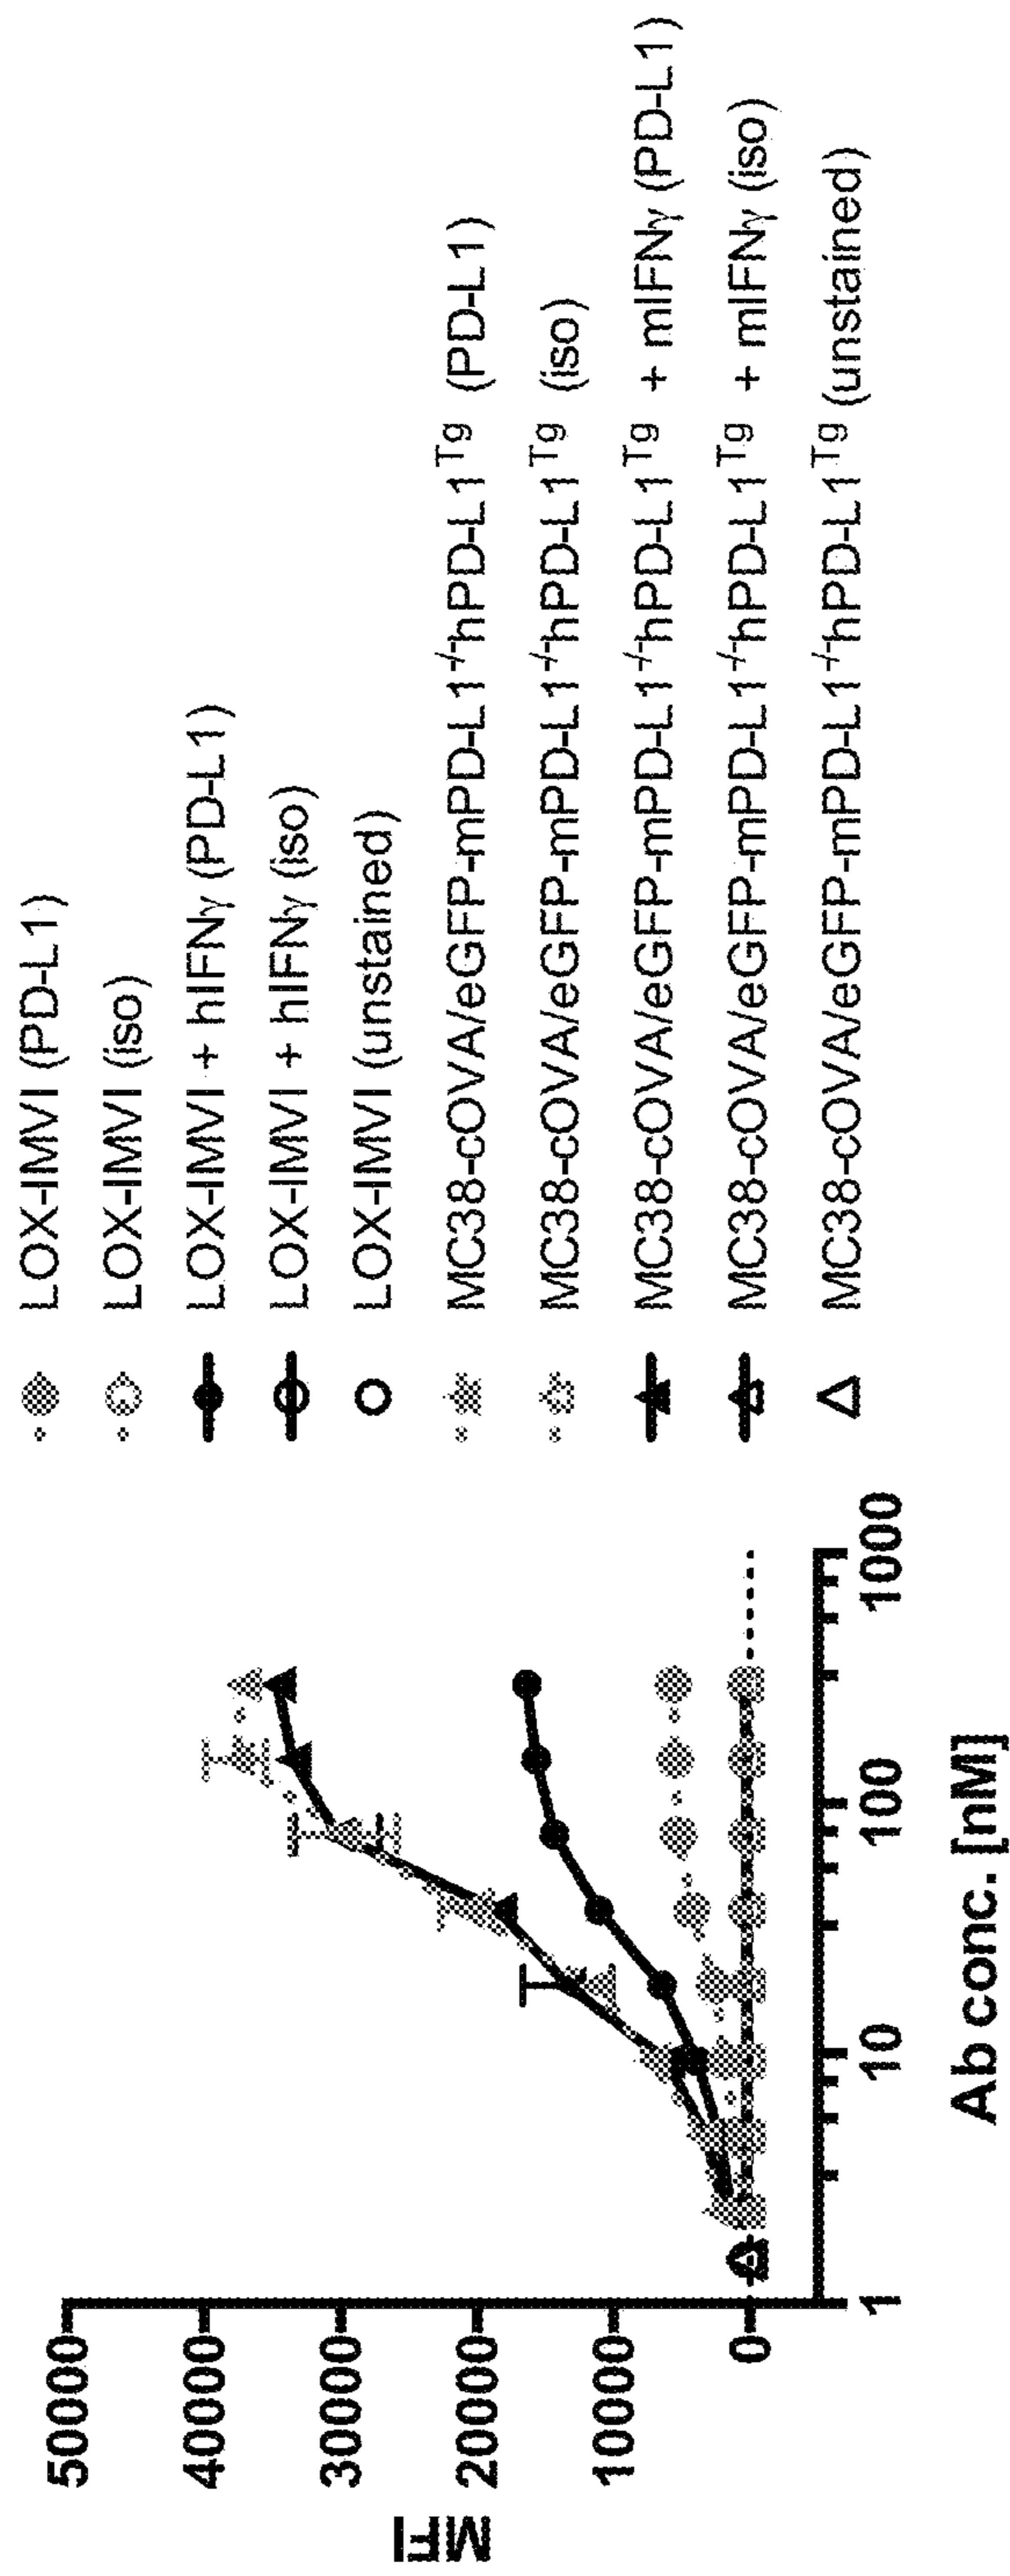 MFI
50000
40000
30000
20000
10000
0
1
10
100
1000
Ab conc. [nM]
LOX-IMVI (PD-L1)
LOX-IMVI (iso)
LOX-IMVI + hIFNγ (PD-L1)
LOX-IMVI + hIFNγ (iso)
LOX-IMVI (unstained)
MC38-cOVA/eGFP-mPD-L1-/-hPD-L1Tg (PD-L1)
MC38-cOVA/eGFP-mPD-L1-/-hPD-L1Tg (iso)
MC38-cOVA/eGFP-mPD-L1-/-hPD-L1Tg + mIFNγ (PD-L1)
MC38-cOVA/eGFP-mPD-L1-/-hPD-L1Tg + mIFNγ (iso)
MC38-cOVA/eGFP-mPD-L1-/-hPD-L1Tg (unstained)